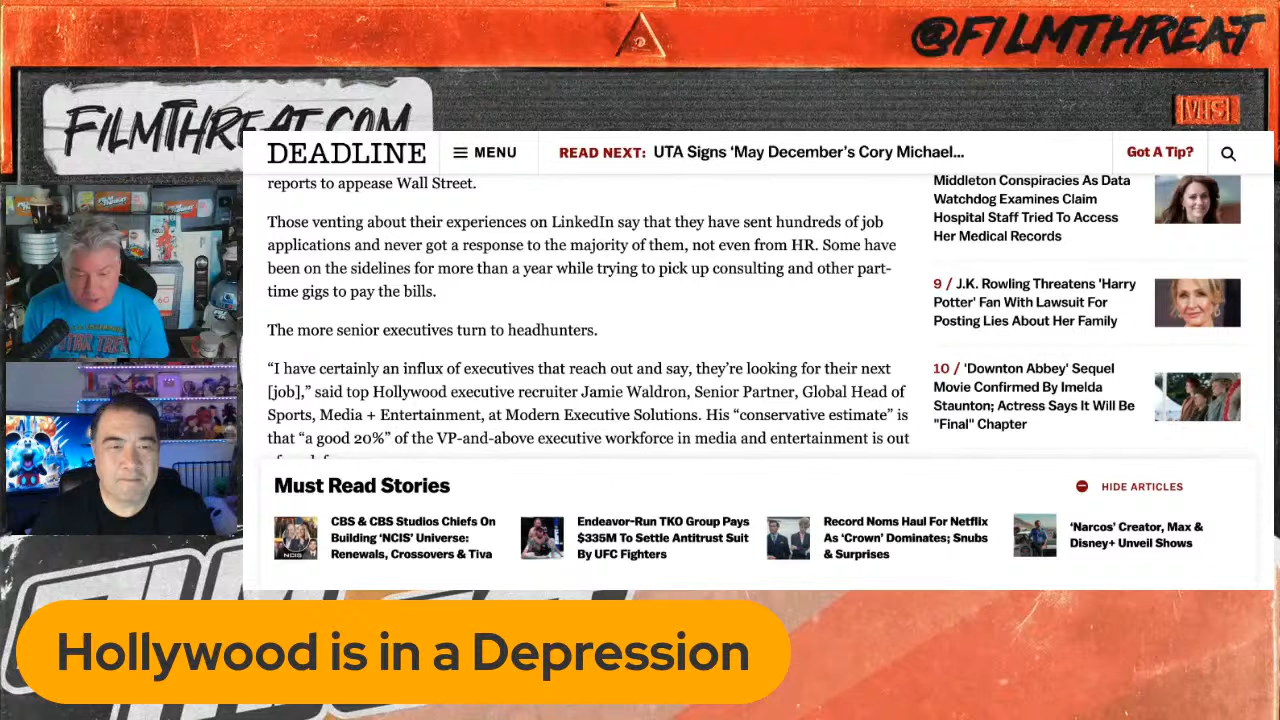 @FILMTHREAT
FILMTHREAT.COM
DEADLINE
MENU
READ NEXT: UTA Signs ‘May December’s Cory Michael...
Got A Tip?
reports to appease Wall Street.
Those venting about their experiences on LinkedIn say that they have sent hundreds of job
applications and never got a response to the majority of them, not even from HR. Some have
been on the sidelines for more than a year while trying to pick up consulting and other part-
time gigs to pay the bills.
The more senior executives turn to headhunters.
“I have certainly an influx of executives that reach out and say, they’re looking for their next
[job],” said top Hollywood executive recruiter Jamie Waldron, Senior Partner, Global Head of
Sports, Media + Entertainment, at Modern Executive Solutions. His “conservative estimate” is
that “a good 20%” of the VP-and-above executive workforce in media and entertainment is out
Middleton Conspiracies As Data
Watchdog Examines Claim
Hospital Staff Tried To Access
Her Medical Records
9 / J.K. Rowling Threatens 'Harry
Potter' Fan With Lawsuit For
Posting Lies About Her Family
10 / 'Downton Abbey' Sequel
Movie Confirmed By Imelda
Staunton; Actress Says It Will Be
"Final" Chapter
Must Read Stories
HIDE ARTICLES
CBS & CBS Studios Chiefs On
Building ‘NCIS’ Universe:
Renewals, Crossovers & Tiva
NCIS
Endeavor-Run TKO Group Pays
$335M To Settle Antitrust Suit
By UFC Fighters
Record Noms Haul For Netflix
As ‘Crown’ Dominates; Snubs
& Surprises
‘Narcos’ Creator, Max &
Disney+ Unveil Shows
Hollywood is in a Depression